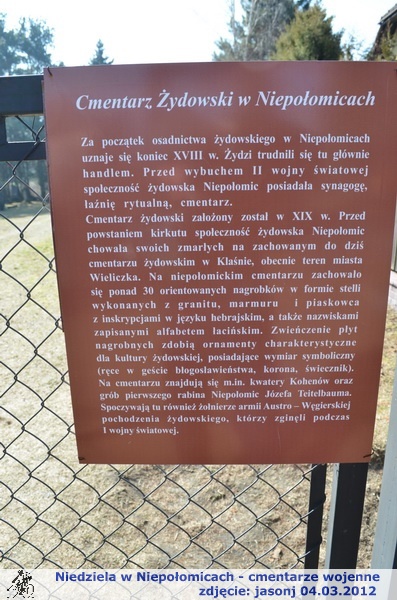 Cmentarz Żydowski w Niepołomicach
Za początek osadnictwa żydowskiego w Niepołomicach
uznaje się koniec XVIII w. Żydzi trudnili się tu głównie
handlem. Przed wybuchem II wojny światowej
społeczność żydowska Niepołomic posiadała synagogę,
łaźnię rytualną, cmentarz.
Cmentarz żydowski założony został w XIX w. Przed
powstaniem kirkutu społeczność żydowska Niepołomic
chowała swoich zmarłych na zachowanym do dziś
cmentarzu żydowskim w Klaśnie, obecnie teren miasta
Wieliczka. Na niepołomickim cmentarzu zachowało
się ponad 30 orientowanych nagrobków w formie stelli
wykonanych z granitu, marmuru i piaskowca
z inskrypcjami w języku hebrajskim, a także nazwiskami
zapisanymi alfabetem łacińskim. Zwieńczenie płyt
nagrobnych zdobią ornamenty charakterystyczne
dla kultury żydowskiej, posiadające wymiar symboliczny
(ręce w geście błogosławieństwa, korona, świecznik).
Na cmentarzu znajdują się m.in. kwatery Kohenów oraz
grób pierwszego rabina Niepołomic Józefa Teitelbauma.
Spoczywają tu również żołnierze armii Austro – Węgierskiej
pochodzenia żydowskiego, którzy zginęli podczas
I wojny światowej.
Niedziela w Niepołomicach - cmentarze wojenne
zdjęcie: jasonj 04.03.2012